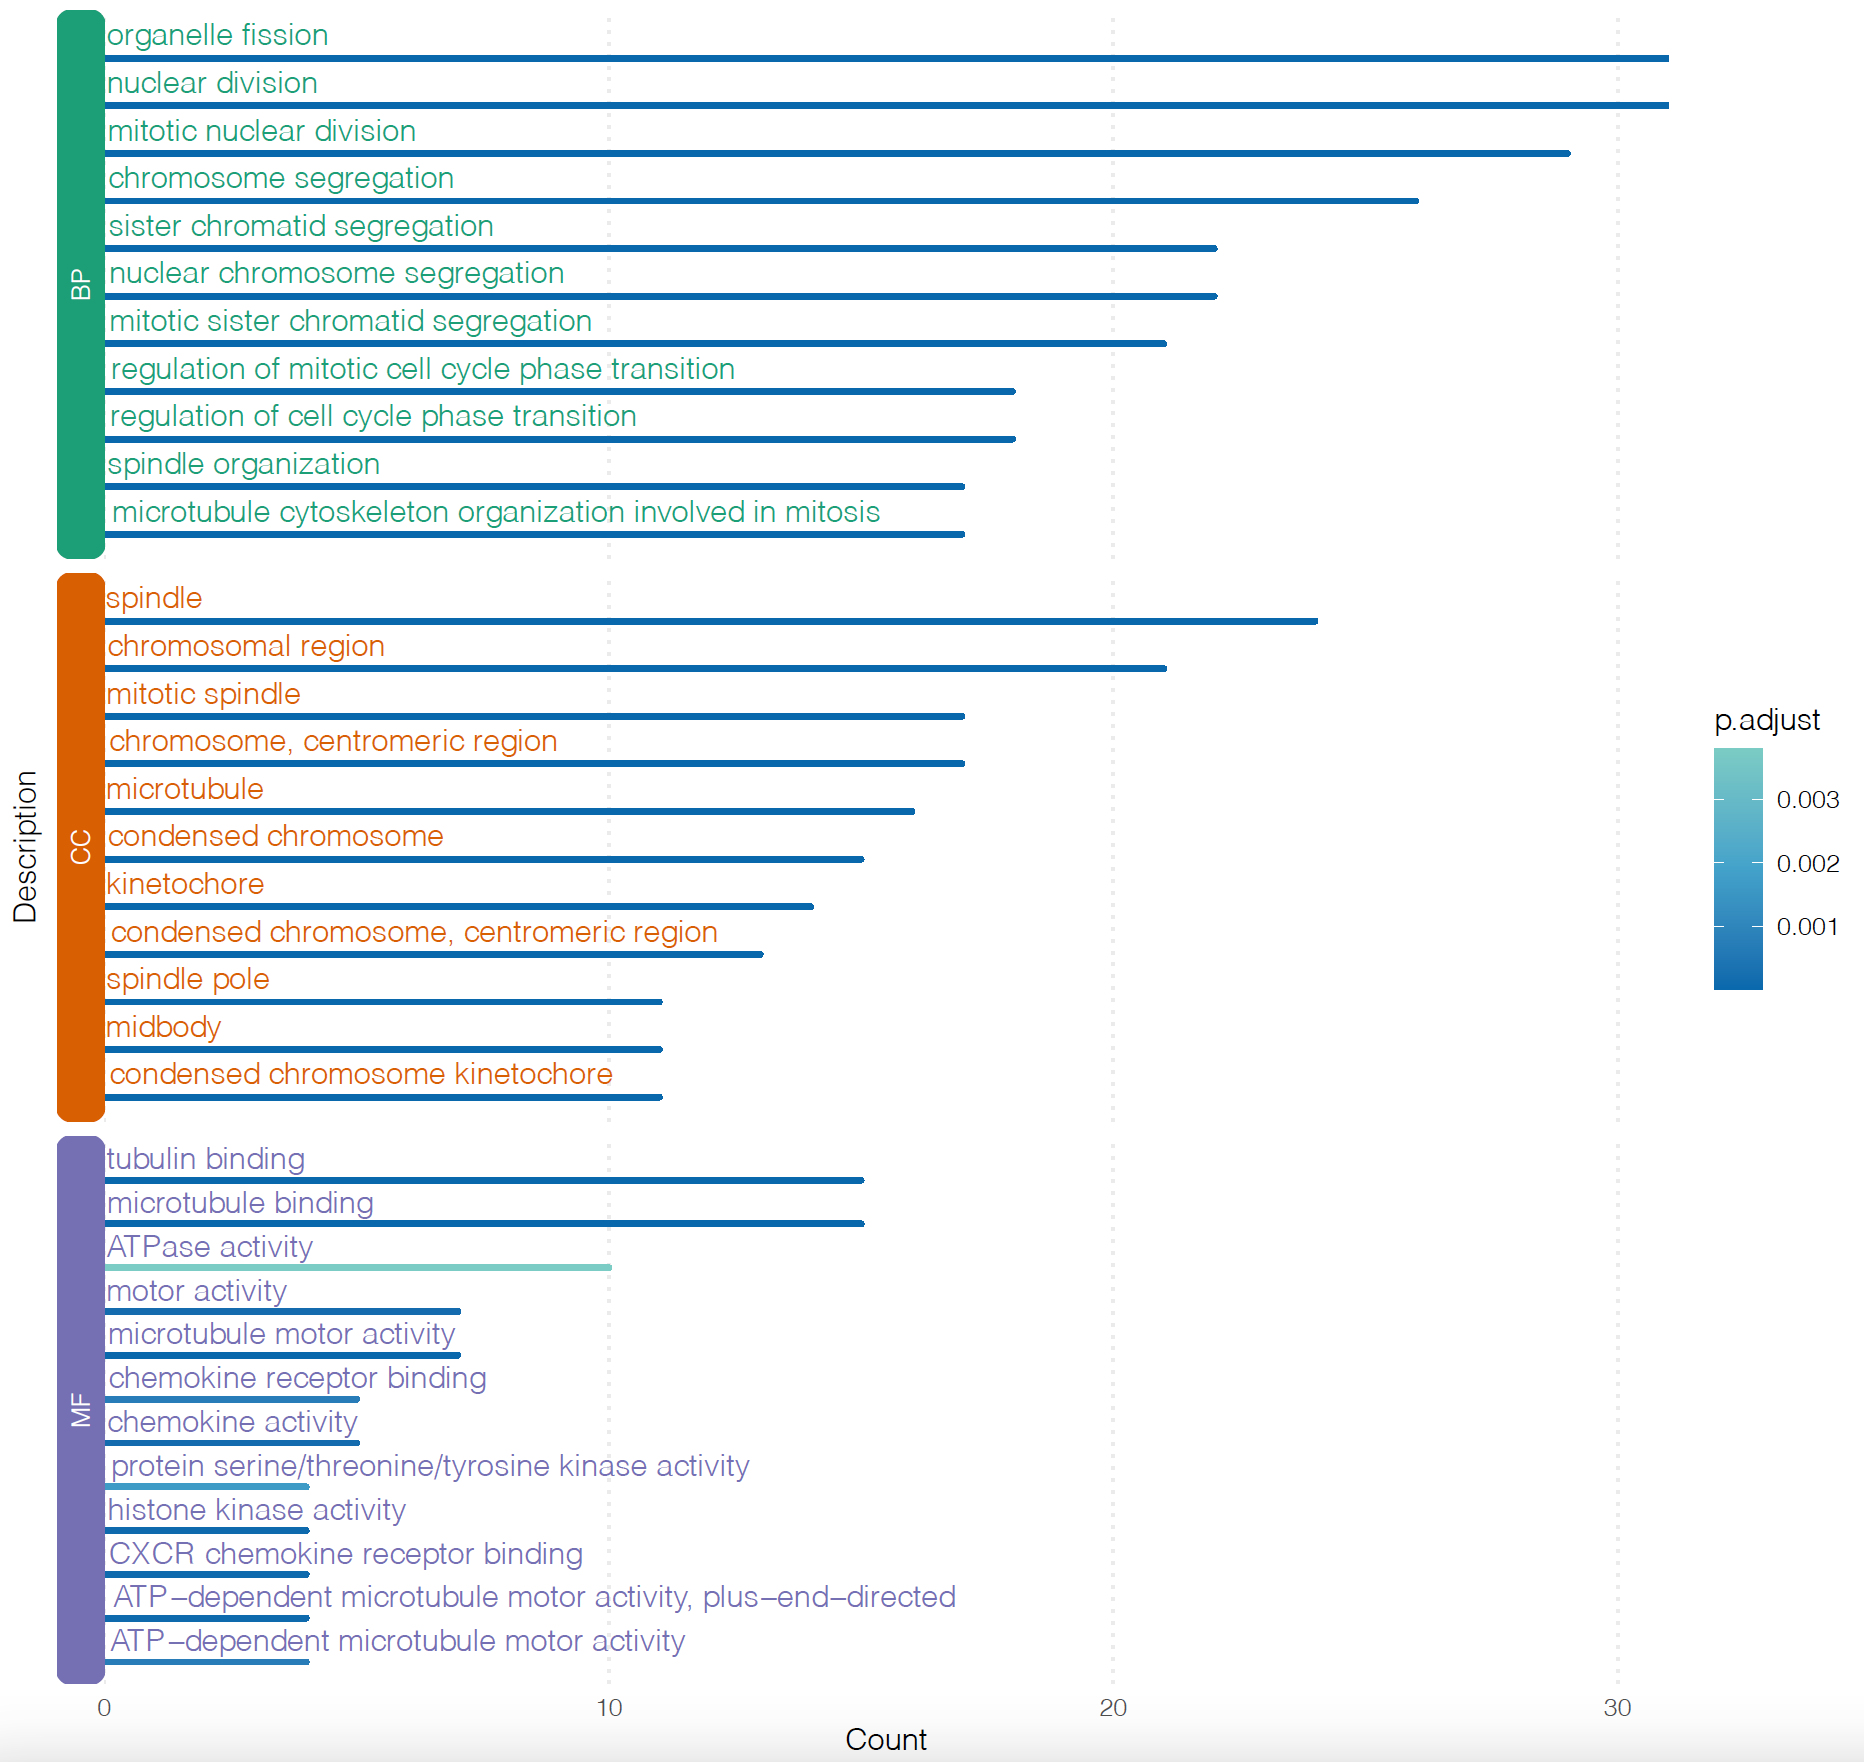 organelle fission
nuclear division
mitotic nuclear division
chromosome segregation
sister chromatid segregation
nuclear chromosome segregation
mitotic sister chromatid segregation
regulation of mitotic cell cycle phase transition
regulation of cell cycle phase transition
spindle organization
microtubule cytoskeleton organization involved in mitosis
BP
spindle
chromosomal region
mitotic spindle
chromosome, centromeric region
microtubule
condensed chromosome
kinetochore
condensed chromosome, centromeric region
spindle pole
midbody
condensed chromosome kinetochore
CC
Description
tubulin binding
microtubule binding
ATPase activity
motor activity
microtubule motor activity
chemokine receptor binding
chemokine activity
protein serine/threonine/tyrosine kinase activity
histone kinase activity
CXCR chemokine receptor binding
ATP−dependent microtubule motor activity, plus−end−directed
ATP−dependent microtubule motor activity
MF
0 10 20 30
Count
p.adjust
0.003
0.002
0.001